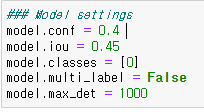 ### Model settings
model.conf = 0.4
model.iou = 0.45
model.classes = [0]
model.multi_label = False
model.max_det = 1000